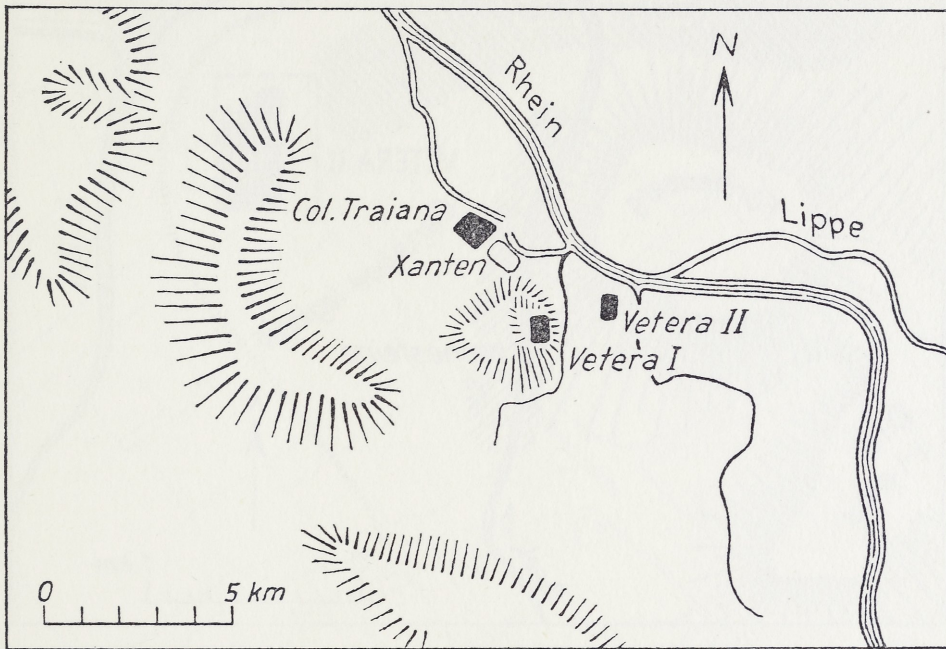 N
Rhein
Lippe
Col. Traiana
Xanten
Vetera II
Vetera I
0 5 km